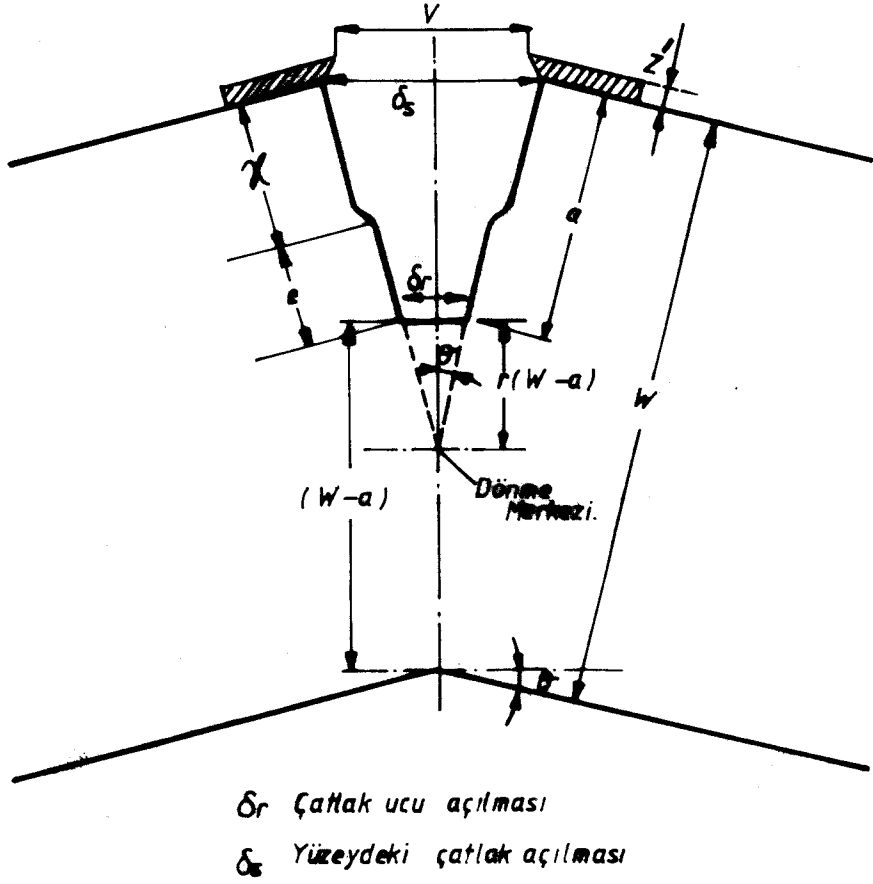 V
z'
δs
χ
a
e
δr
θ1
r(W-a)
W
(W-a)
Dönme
Merkezi.
θ
δr Çatlak ucu açılması
δs Yüzeydeki çatlak açılması